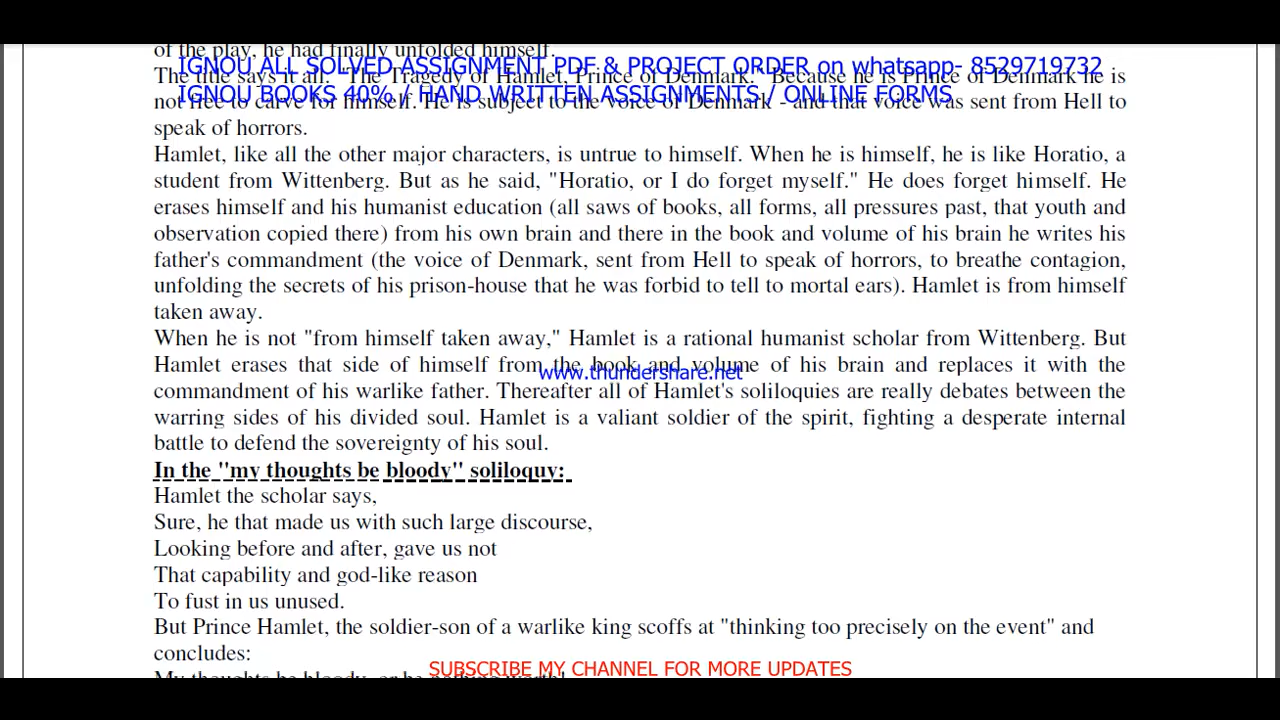 of the play, he had finally unfolded himself.
IGNOU ALL SOLVED ASSIGNMENT PDF & PROJECT ORDER on whatsapp- 8529719732
The title says it all: "The Tragedy of Hamlet, Prince of Denmark." Because he is Prince of Denmark he is
IGNOU BOOKS 40% / HAND WRITTEN ASSIGNMENTS / ONLINE FORMS
not free to carve for himself. He is subject to the voice of Denmark - and that voice was sent from Hell to
speak of horrors.
Hamlet, like all the other major characters, is untrue to himself. When he is himself, he is like Horatio, a
student from Wittenberg. But as he said, "Horatio, or I do forget myself." He does forget himself. He
erases himself and his humanist education (all saws of books, all forms, all pressures past, that youth and
observation copied there) from his own brain and there in the book and volume of his brain he writes his
father's commandment (the voice of Denmark, sent from Hell to speak of horrors, to breathe contagion,
unfolding the secrets of his prison-house that he was forbid to tell to mortal ears). Hamlet is from himself
taken away.
When he is not "from himself taken away," Hamlet is a rational humanist scholar from Wittenberg. But
Hamlet erases that side of himself from the book and volume of his brain and replaces it with the
www.thundershare.net
commandment of his warlike father. Thereafter all of Hamlet's soliloquies are really debates between the
warring sides of his divided soul. Hamlet is a valiant soldier of the spirit, fighting a desperate internal
battle to defend the sovereignty of his soul.
In the "my thoughts be bloody" soliloquy:
Hamlet the scholar says,
Sure, he that made us with such large discourse,
Looking before and after, gave us not
That capability and god-like reason
To fust in us unused.
But Prince Hamlet, the soldier-son of a warlike king scoffs at "thinking too precisely on the event" and
concludes:
SUBSCRIBE MY CHANNEL FOR MORE UPDATES
My thoughts be bloody, or be nothing worth!